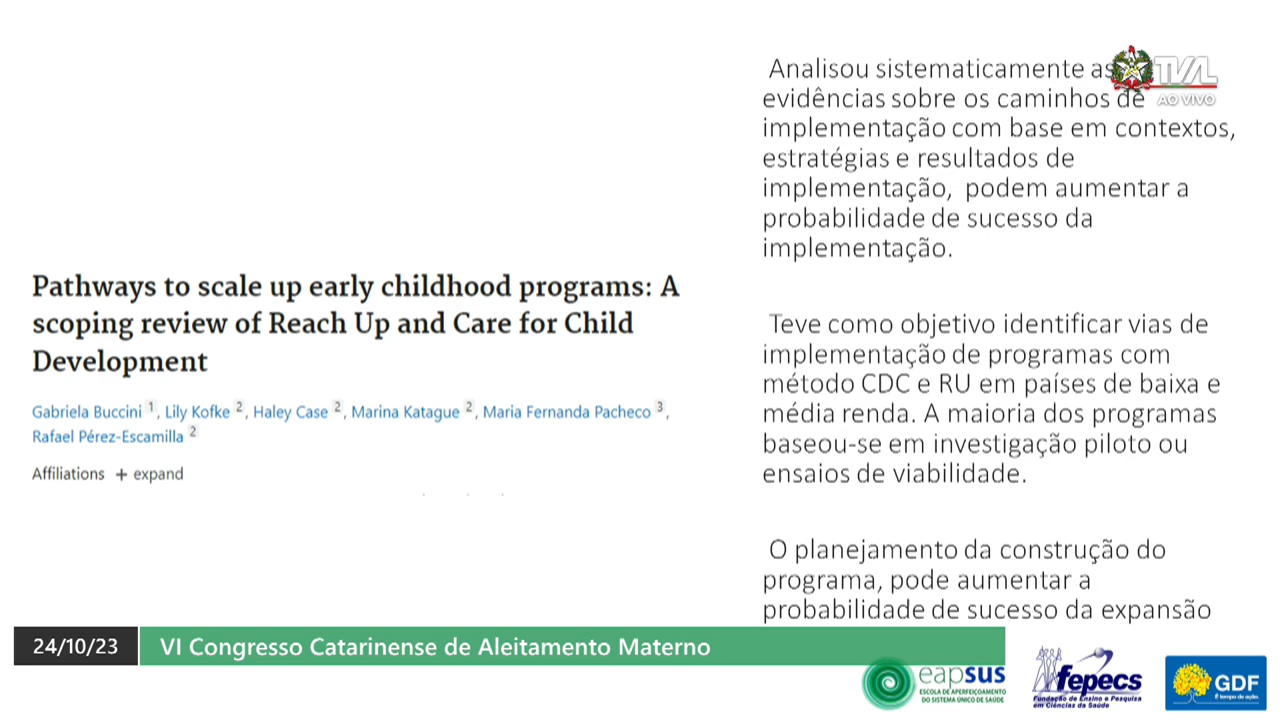 Analisou sistematicamente as
evidências sobre os caminhos de
implementação com base em contextos,
estratégias e resultados de
implementação, podem aumentar a
probabilidade de sucesso da
implementação.
TVAL
AO VIVO
Pathways to scale up early childhood programs: A
scoping review of Reach Up and Care for Child
Development
Gabriela Buccini 1, Lily Kofke 2, Haley Case 2, Marina Katague 2, Maria Fernanda Pacheco 3,
Rafael Pérez-Escamilla 2
Affiliations + expand
Teve como objetivo identificar vias de
implementação de programas com
método CDC e RU em países de baixa e
média renda. A maioria dos programas
baseou-se em investigação piloto ou
ensaios de viabilidade.
O planejamento da construção do
programa, pode aumentar a
probabilidade de sucesso da expansão
24/10/23
VI Congresso Catarinense de Aleitamento Materno
eapsus
ESCOLA DE APERFEIÇOAMENTO
DO SISTEMA ÚNICO DE SAÚDE
fepecs
Fundação de Ensino e Pesquisa
em Ciências da Saúde
GDF
É tempo de ação.